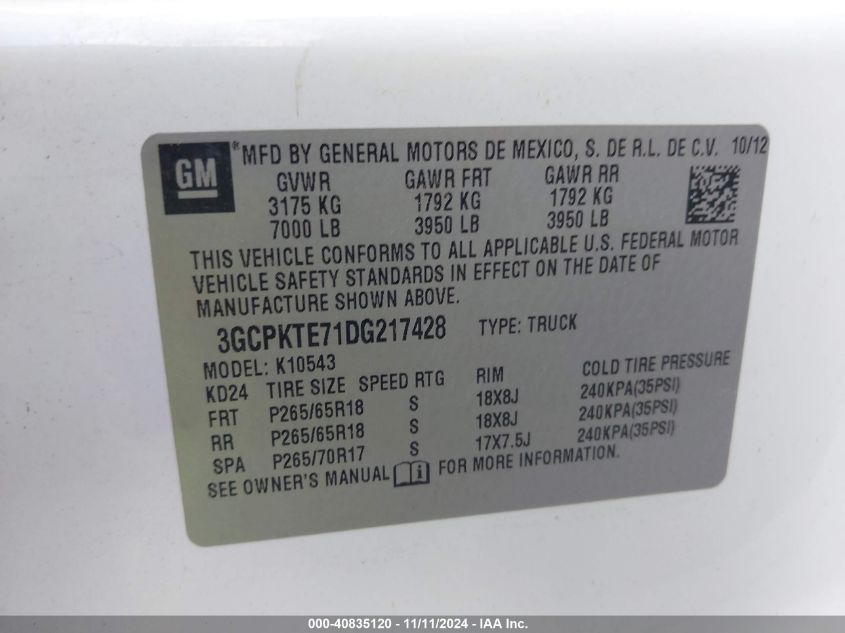 GM ® MFD BY GENERAL MOTORS DE MEXICO, S. DE R.L. DE C.V. 10/12
GVWR GAWR FRT GAWR RR
3175 KG 1792 KG 1792 KG
7000 LB 3950 LB 3950 LB
THIS VEHICLE CONFORMS TO ALL APPLICABLE U.S. FEDERAL MOTOR
VEHICLE SAFETY STANDARDS IN EFFECT ON THE DATE OF
MANUFACTURE SHOWN ABOVE.
3GCPKTE71DG217428 TYPE: TRUCK
MODEL: K10543
KD24 TIRE SIZE SPEED RTG RIM COLD TIRE PRESSURE
FRT P265/65R18 S 18X8J 240KPA(35PSI)
RR P265/65R18 S 18X8J 240KPA(35PSI)
SPA P265/70R17 S 17X7.5J 240KPA(35PSI)
SEE OWNER'S MANUAL i FOR MORE INFORMATION.
000-40835120 - 11/11/2024 - IAA Inc.